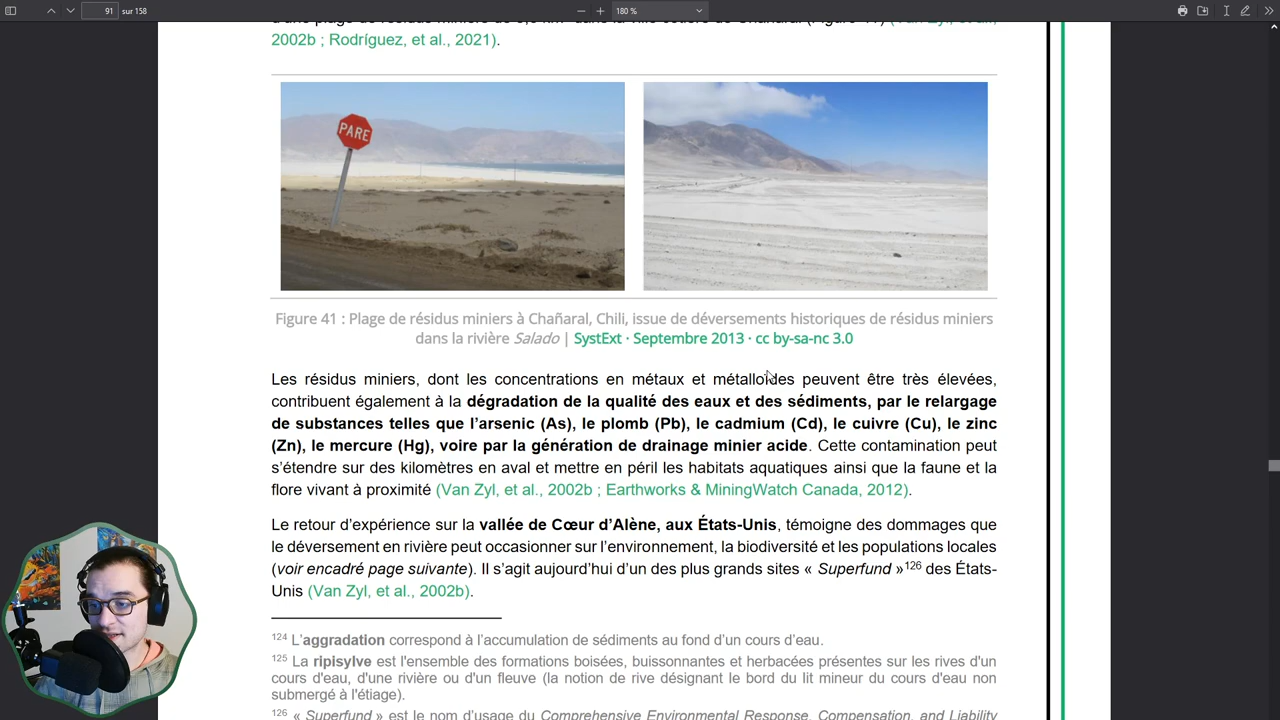 91 sur 158
180 %
2002b ; Rodríguez, et al., 2021).
PARE
Figure 41 : Plage de résidus miniers à Chañaral, Chili, issue de déversements historiques de résidus miniers
dans la rivière Salado | SystExt · Septembre 2013 · cc by-sa-nc 3.0
Les résidus miniers, dont les concentrations en métaux et métalloïdes peuvent être très élevées,
contribuent également à la dégradation de la qualité des eaux et des sédiments, par le relargage
de substances telles que l'arsenic (As), le plomb (Pb), le cadmium (Cd), le cuivre (Cu), le zinc
(Zn), le mercure (Hg), voire par la génération de drainage minier acide. Cette contamination peut
s'étendre sur des kilomètres en aval et mettre en péril les habitats aquatiques ainsi que la faune et la
flore vivant à proximité (Van Zyl, et al., 2002b ; Earthworks & MiningWatch Canada, 2012).
Le retour d'expérience sur la vallée de Cœur d'Alène, aux États-Unis, témoigne des dommages que
le déversement en rivière peut occasionner sur l'environnement, la biodiversité et les populations locales
(voir encadré page suivante). Il s'agit aujourd'hui d'un des plus grands sites « Superfund »126 des États-
Unis (Van Zyl, et al., 2002b).
124 L'aggradation correspond à l'accumulation de sédiments au fond d'un cours d'eau.
125 La ripisylve est l'ensemble des formations boisées, buissonnantes et herbacées présentes sur les rives d'un
cours d'eau, d'une rivière ou d'un fleuve (la notion de rive désignant le bord du lit mineur du cours d'eau non
submergé à l'étiage).
126 « Superfund » est le nom d'usage du Comprehensive Environmental Response, Compensation, and Liability